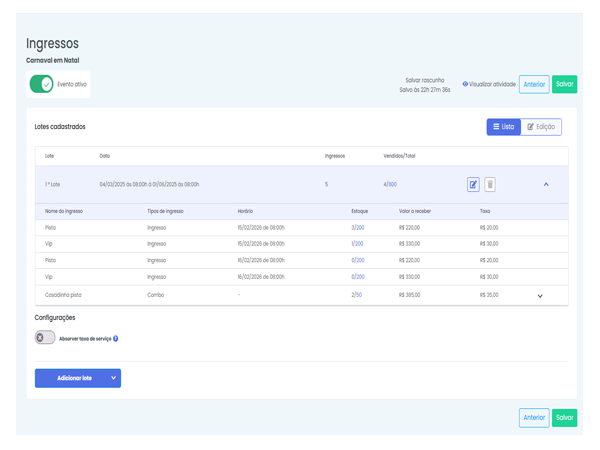 Ingressos
Carnaval em Natal
Evento ativo
Salvar rascunho
Salvo às 22h 27m 36s
Visualizar atividade
Anterior
Salvar
Lotes cadastrados
Lista
Edição
Lote Data Ingressos Vendidos/Total
1 º Lote 04/03/2025 às 08:00h à 01/08/2025 às 08:00h 5 4/800
Nome do ingresso Tipos de ingresso Horário Estoque Valor a receber Taxa
Pista Ingresso 15/02/2026 de 08:00h 3/200 R$ 220,00 R$ 20,00
Vip Ingresso 15/02/2026 de 08:00h 1/200 R$ 330,00 R$ 30,00
Pista Ingresso 16/02/2026 de 08:00h 0/200 R$ 220,00 R$ 20,00
Vip Ingresso 16/02/2026 de 08:00h 0/200 R$ 330,00 R$ 30,00
Casadinha pista Combo - 2/50 R$ 385,00 R$ 35,00
Configurações
Absorver taxa de serviço ?
Adicionar lote
Anterior
Salvar